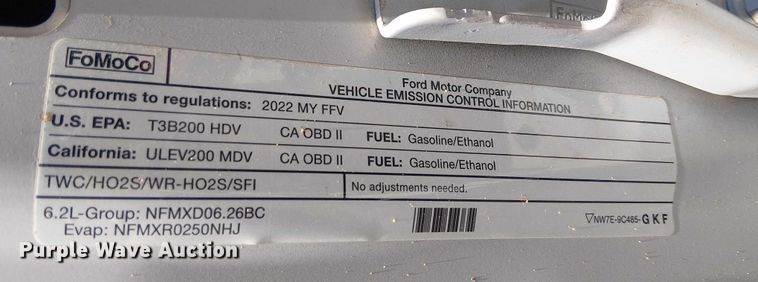 FoMoCo
FoMoCo
Ford Motor Company
VEHICLE EMISSION CONTROL INFORMATION
Conforms to regulations: 2022 MY FFV
U.S. EPA: T3B200 HDV CA OBD II FUEL: Gasoline/Ethanol
California: ULEV200 MDV CA OBD II FUEL: Gasoline/Ethanol
TWC/HO2S/WR-HO2S/SFI No adjustments needed.
6.2L-Group: NFMXD06.26BC
Evap: NFMXR0250NHJ
▽NW7E-9C485-GKF
Purple Wave Auction